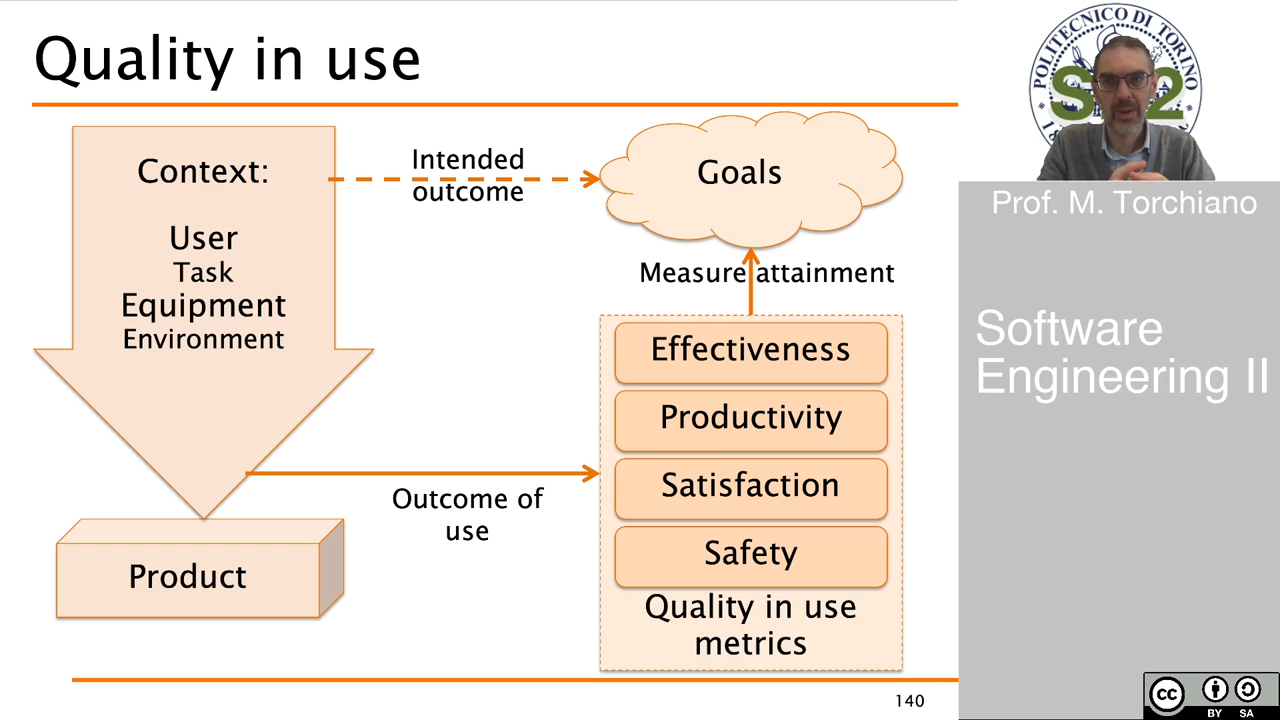 Quality in use
Context:
User
Task
Equipment
Environment
Intended
outcome
Goals
Measure attainment
Effectiveness
Productivity
Satisfaction
Safety
Quality in use
metrics
Outcome of
use
Product
140
POLITECNICO DI TORINO
Prof. M. Torchiano
Software
Engineering II
cc
BY SA